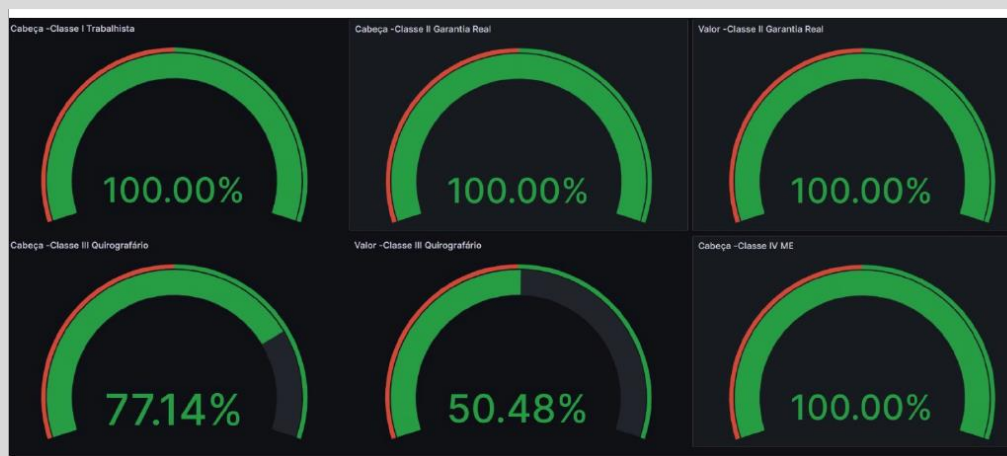 Cabeça -Classe I Trabalhista
100.00%
Cabeça -Classe II Garantia Real
100.00%
Valor -Classe II Garantia Real
100.00%
Cabeça -Classe III Quirografário
77.14%
Valor -Classe III Quirografário
50.48%
Cabeça -Classe IV ME
100.00%